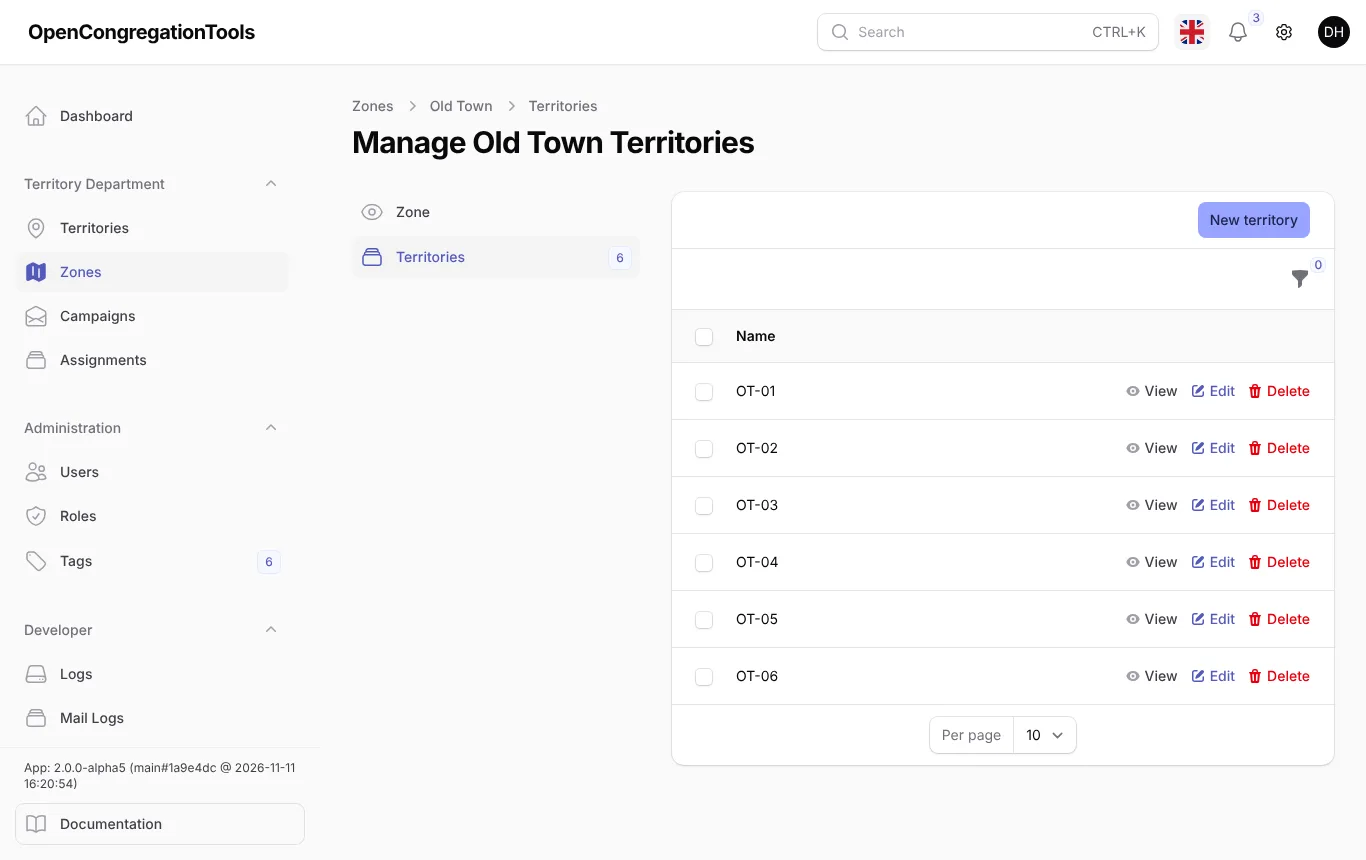 OpenCongregationTools
Search CTRL+K
3
DH
Dashboard
Territory Department
Territories
Zones
Campaigns
Assignments
Administration
Users
Roles
Tags 6
Developer
Logs
Mail Logs
App: 2.0.0-alpha5 (main#1a9e4dc @ 2026-11-11
16:20:54)
Documentation
Zones > Old Town > Territories
Manage Old Town Territories
Zone
Territories 6
New territory
0
Name
OT-01 View Edit Delete
OT-02 View Edit Delete
OT-03 View Edit Delete
OT-04 View Edit Delete
OT-05 View Edit Delete
OT-06 View Edit Delete
Per page 10